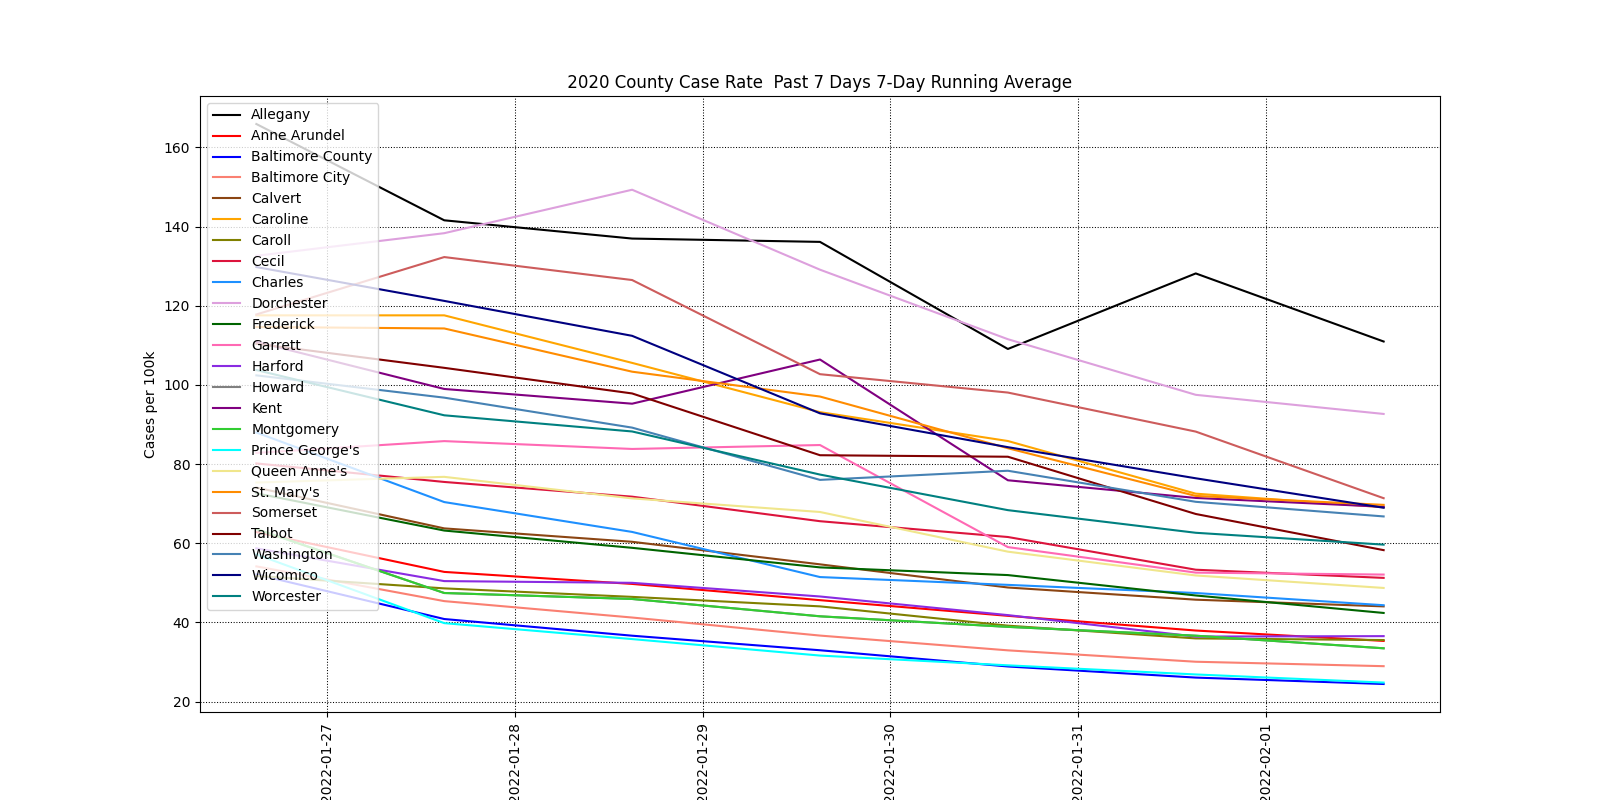 2020 County Case Rate  Past 7 Days 7-Day Running Average
Cases per 100k
160
140
120
100
80
60
40
20
Allegany
Anne Arundel
Baltimore County
Baltimore City
Calvert
Caroline
Caroll
Cecil
Charles
Dorchester
Frederick
Garrett
Harford
Howard
Kent
Montgomery
Prince George's
Queen Anne's
St. Mary's
Somerset
Talbot
Washington
Wicomico
Worcester
2022-01-27
2022-01-28
2022-01-29
2022-01-30
2022-01-31
2022-02-01